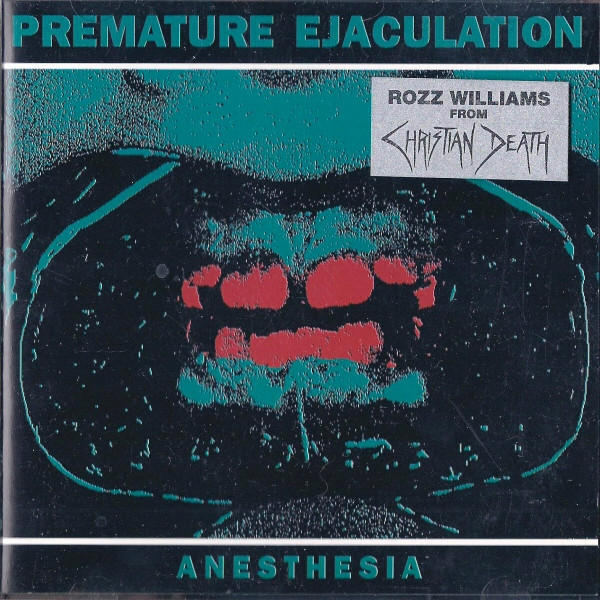 PREMATURE EJACULATION
ROZZ WILLIAMS
FROM
CHRISTIAN DEATH
ANESTHESIA